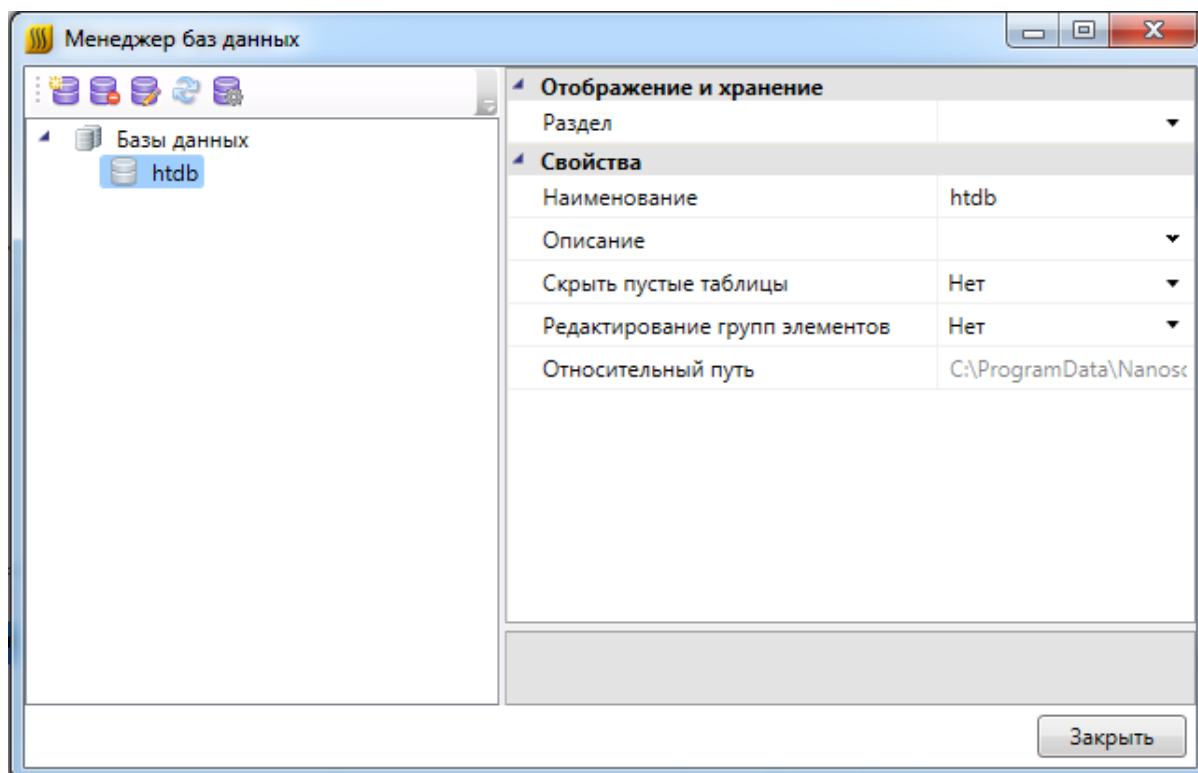 Менеджер баз данных
Базы данных
htdb
Отображение и хранение
Раздел
Свойства
Наименование htdb
Описание
Скрыть пустые таблицы Нет
Редактирование групп элементов Нет
Относительный путь C:\ProgramData\Nanosc
Закрыть